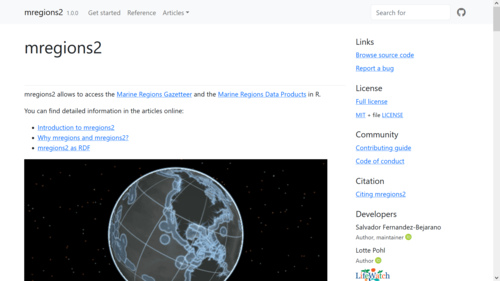 mregions2 1.0.0 Get started Reference Articles Search for
mregions2
mregions2 allows to access the Marine Regions Gazetteer and the Marine Regions Data Products in R.
You can find detailed information in the articles online:
Introduction to mregions2
Why mregions and mregions2?
mregions2 as RDF
Links
Browse source code
Report a bug
License
Full license
MIT + file LICENSE
Community
Contributing guide
Code of conduct
Citation
Citing mregions2
Developers
Salvador Fernandez-Bejarano
Author, maintainer
Lotte Pohl
Author
LifeWatch